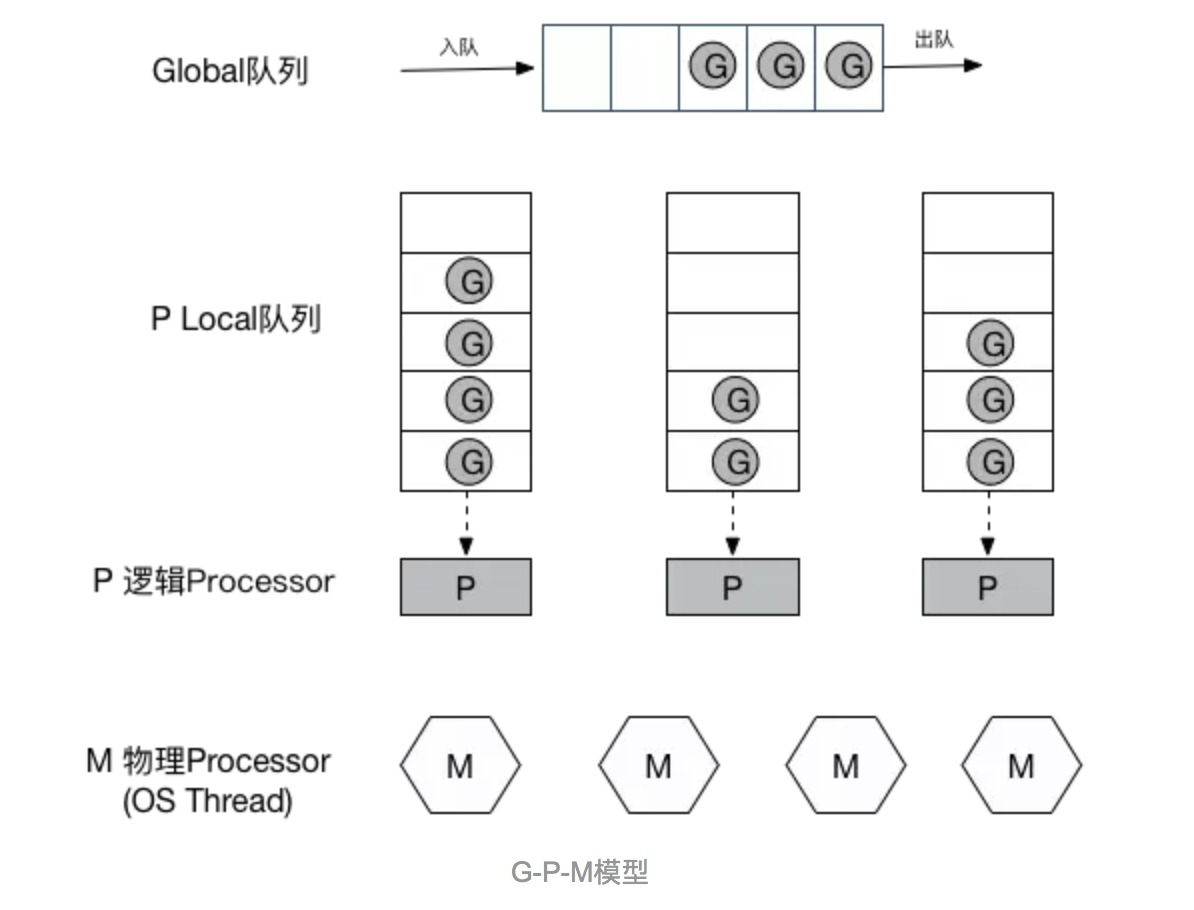 入队
出队
Global队列
G G G
P Local队列
G
G G
G G G
G G G
P 逻辑Processor
P P P
M 物理Processor
(OS Thread)
M M M M
G-P-M模型